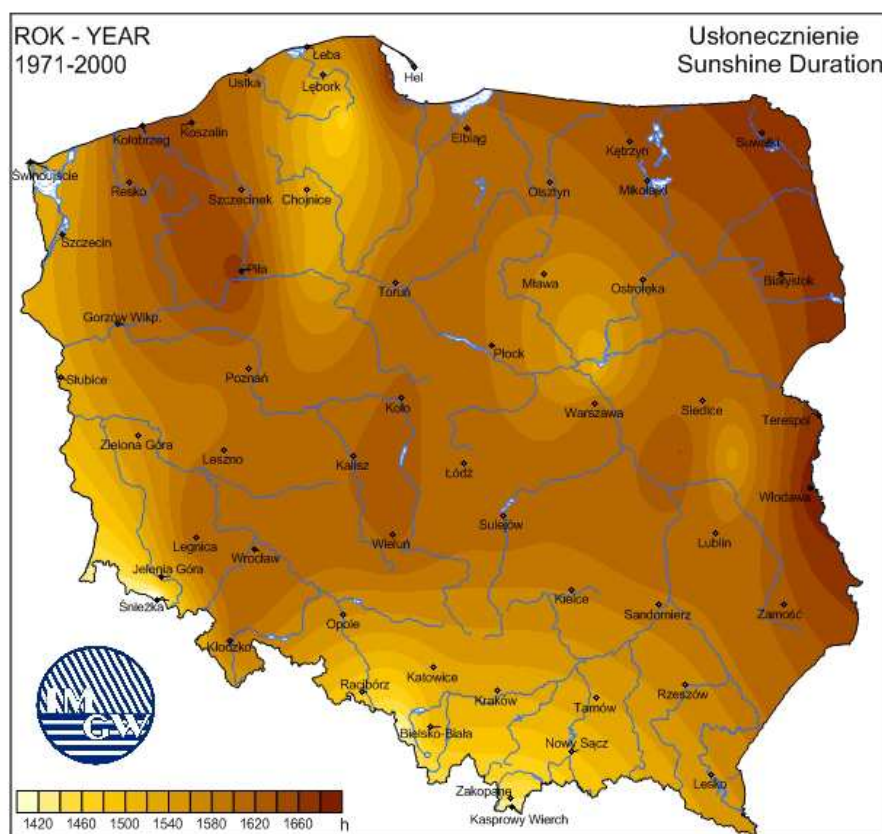 ROK - YEAR
1971-2000
Usłonecznienie
Sunshine Duration
Łeba
Hel
Ustka
Lębork
Koszalin
Kołobrzeg
Elbląg
Suwałki
Kętrzyn
Świnoujście
Resko
Szczecinek
Chojnice
Olsztyn
Mikołajki
Szczecin
Piła
Toruń
Mława
Ostrołęka
Białystok
Gorzów Wlkp.
Płock
Słubice
Poznań
Koło
Warszawa
Siedlce
Terespol
Zielona Góra
Leszno
Kalisz
Łódź
Włodawa
Sulejów
Legnica
Wrocław
Wieluń
Lublin
Jelenia Góra
Śnieżka
Opole
Kielce
Sandomierz
Zamość
Kłodzko
Racibórz
Katowice
Kraków
Tarnów
Rzeszów
Bielsko-Biała
Nowy Sącz
Lesko
Zakopane
Kasprowy Wierch
IM
GW
1420 1460 1500 1540 1580 1620 1660 h